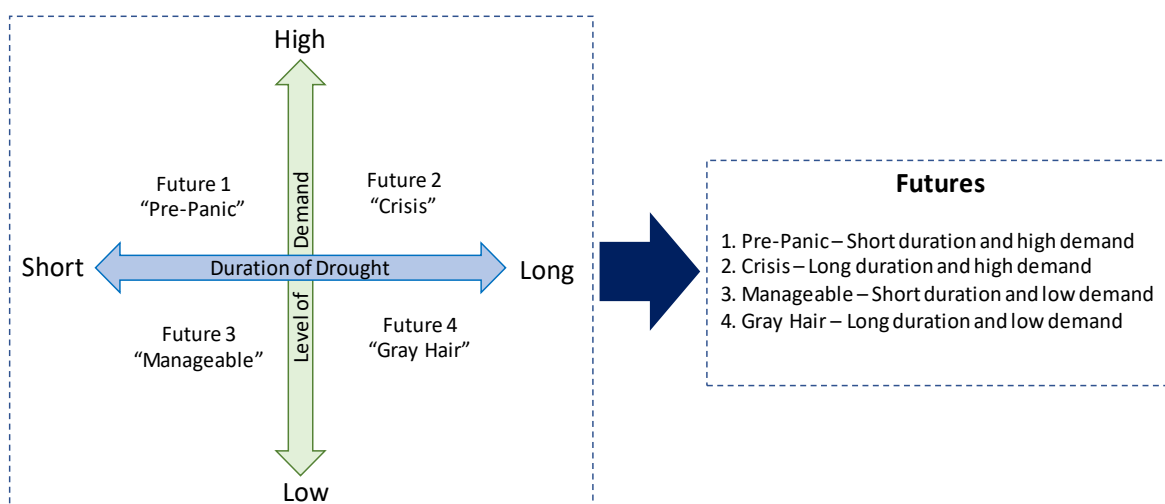 High
Future 1
“Pre-Panic”
Future 2
“Crisis”
Level of Demand
Short
Duration of Drought
Long
Future 3
“Manageable”
Future 4
“Gray Hair”
Low
Futures
1. Pre-Panic – Short duration and high demand
2. Crisis – Long duration and high demand
3. Manageable – Short duration and low demand
4. Gray Hair – Long duration and low demand